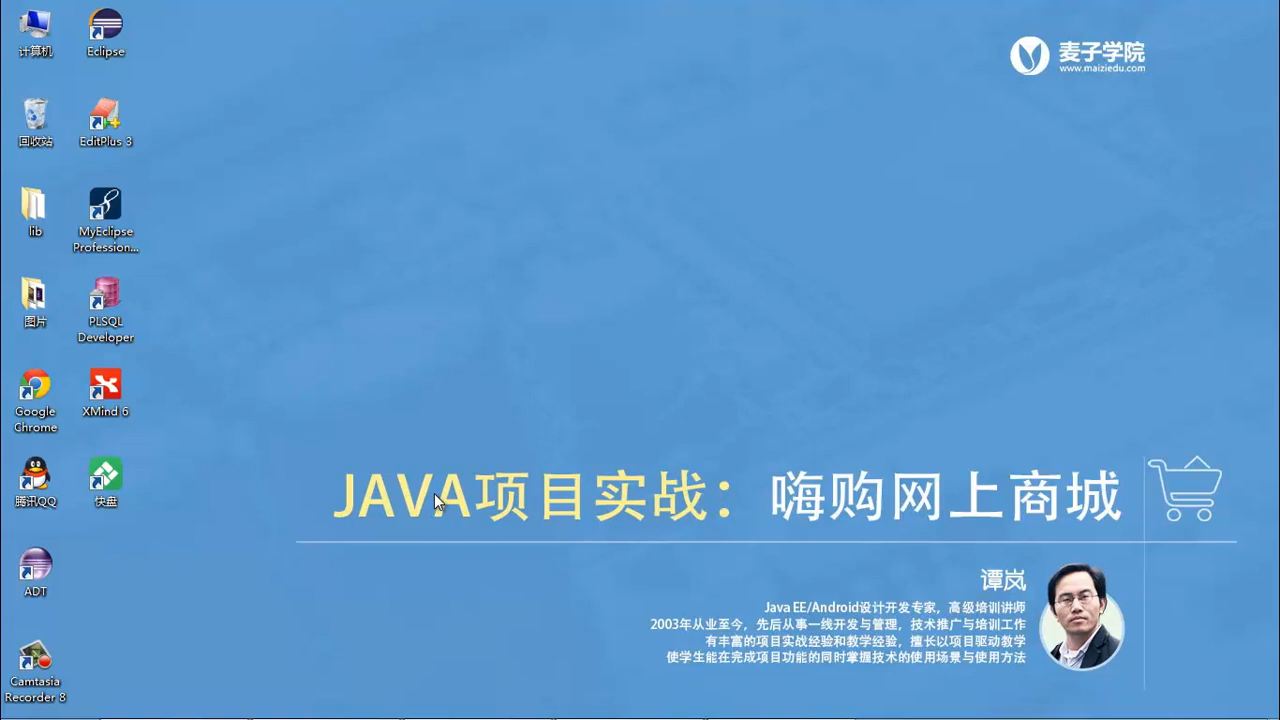 计算机
Eclipse
回收站
EditPlus 3
lib
MyEclipse
Profession...
图片
PLSQL
Developer
Google
Chrome
XMind 6
腾讯QQ
快盘
ADT
Camtasia
Recorder 8
麦子学院
www.maiziedu.com
JAVA项目实战：嗨购网上商城
谭岚
Java EE/Android设计开发专家，高级培训讲师
2003年从业至今，先后从事一线开发与管理，技术推广与培训工作
有丰富的项目实战经验和教学经验，擅长以项目驱动教学
使学生能在完成项目功能的同时掌握技术的使用场景与使用方法